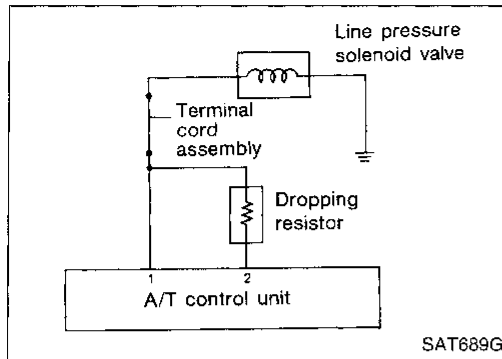 Line pressure
solenoid valve
Terminal
cord
assembly
Dropping
resistor
1 2
A/T control unit
SAT689G